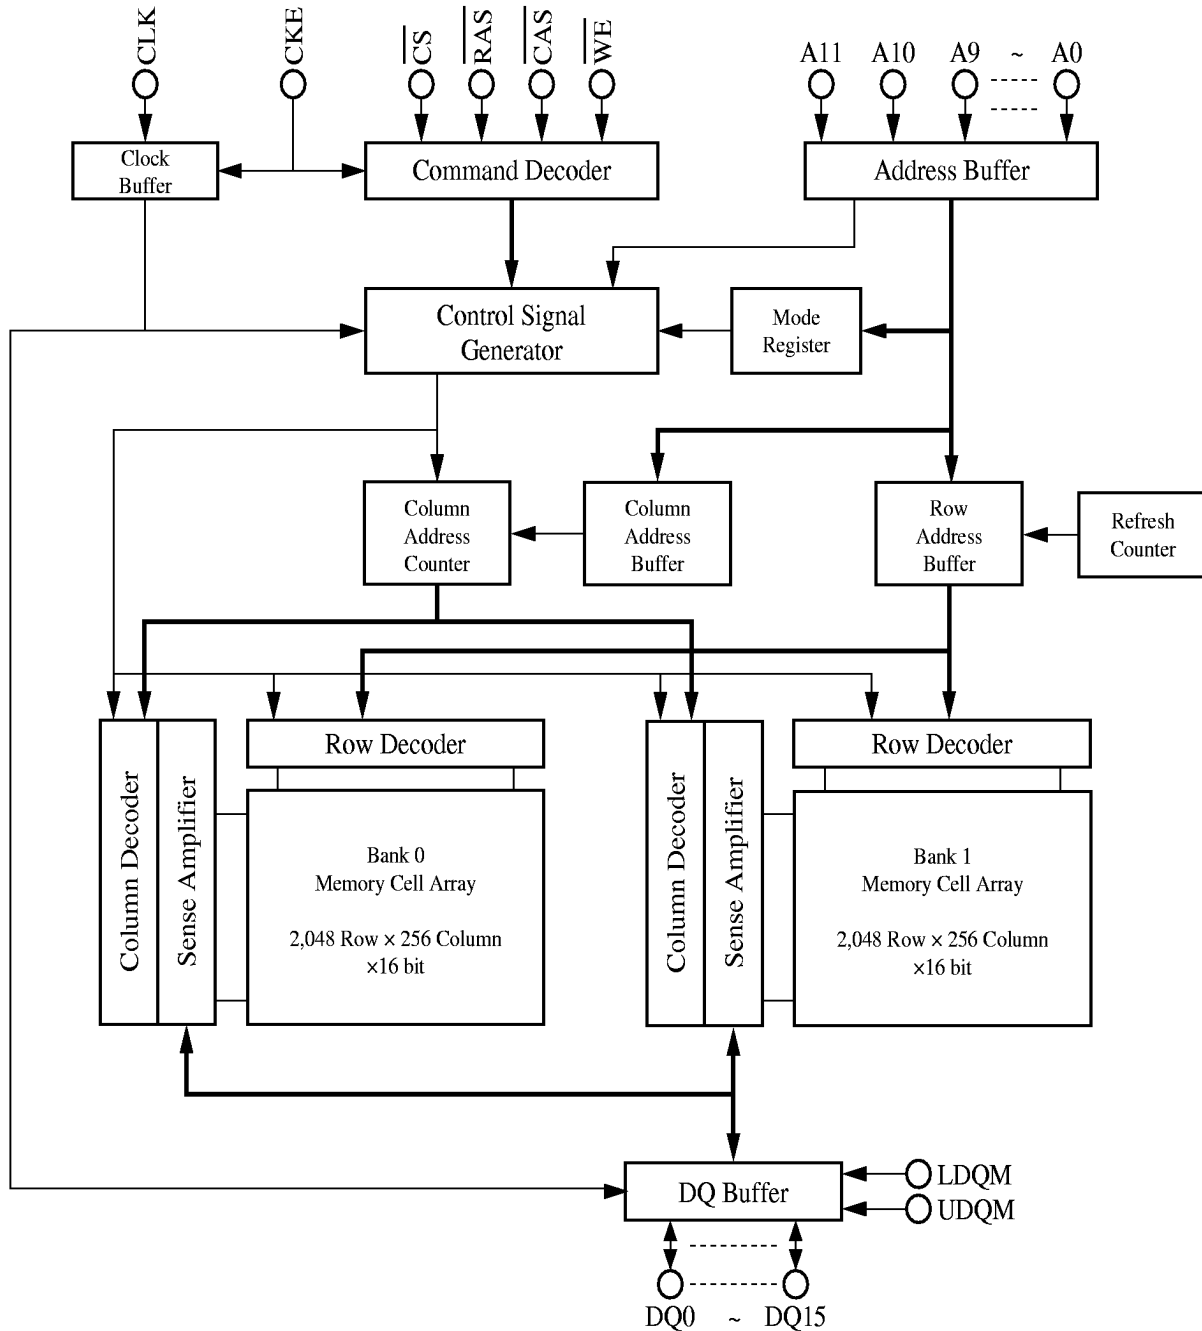 CLK
CKE
CS
RAS
CAS
WE
A11 A10 A9 ~ A0
Clock
Buffer
Command Decoder
Address Buffer
Control Signal
Generator
Mode
Register
Column
Address
Counter
Column
Address
Buffer
Row
Address
Buffer
Refresh
Counter
Column Decoder
Sense Amplifier
Row Decoder
Bank 0
Memory Cell Array
2,048 Row × 256 Column
×16 bit
Column Decoder
Sense Amplifier
Row Decoder
Bank 1
Memory Cell Array
2,048 Row × 256 Column
×16 bit
DQ Buffer
LDQM
UDQM
DQ0 ~ DQ15